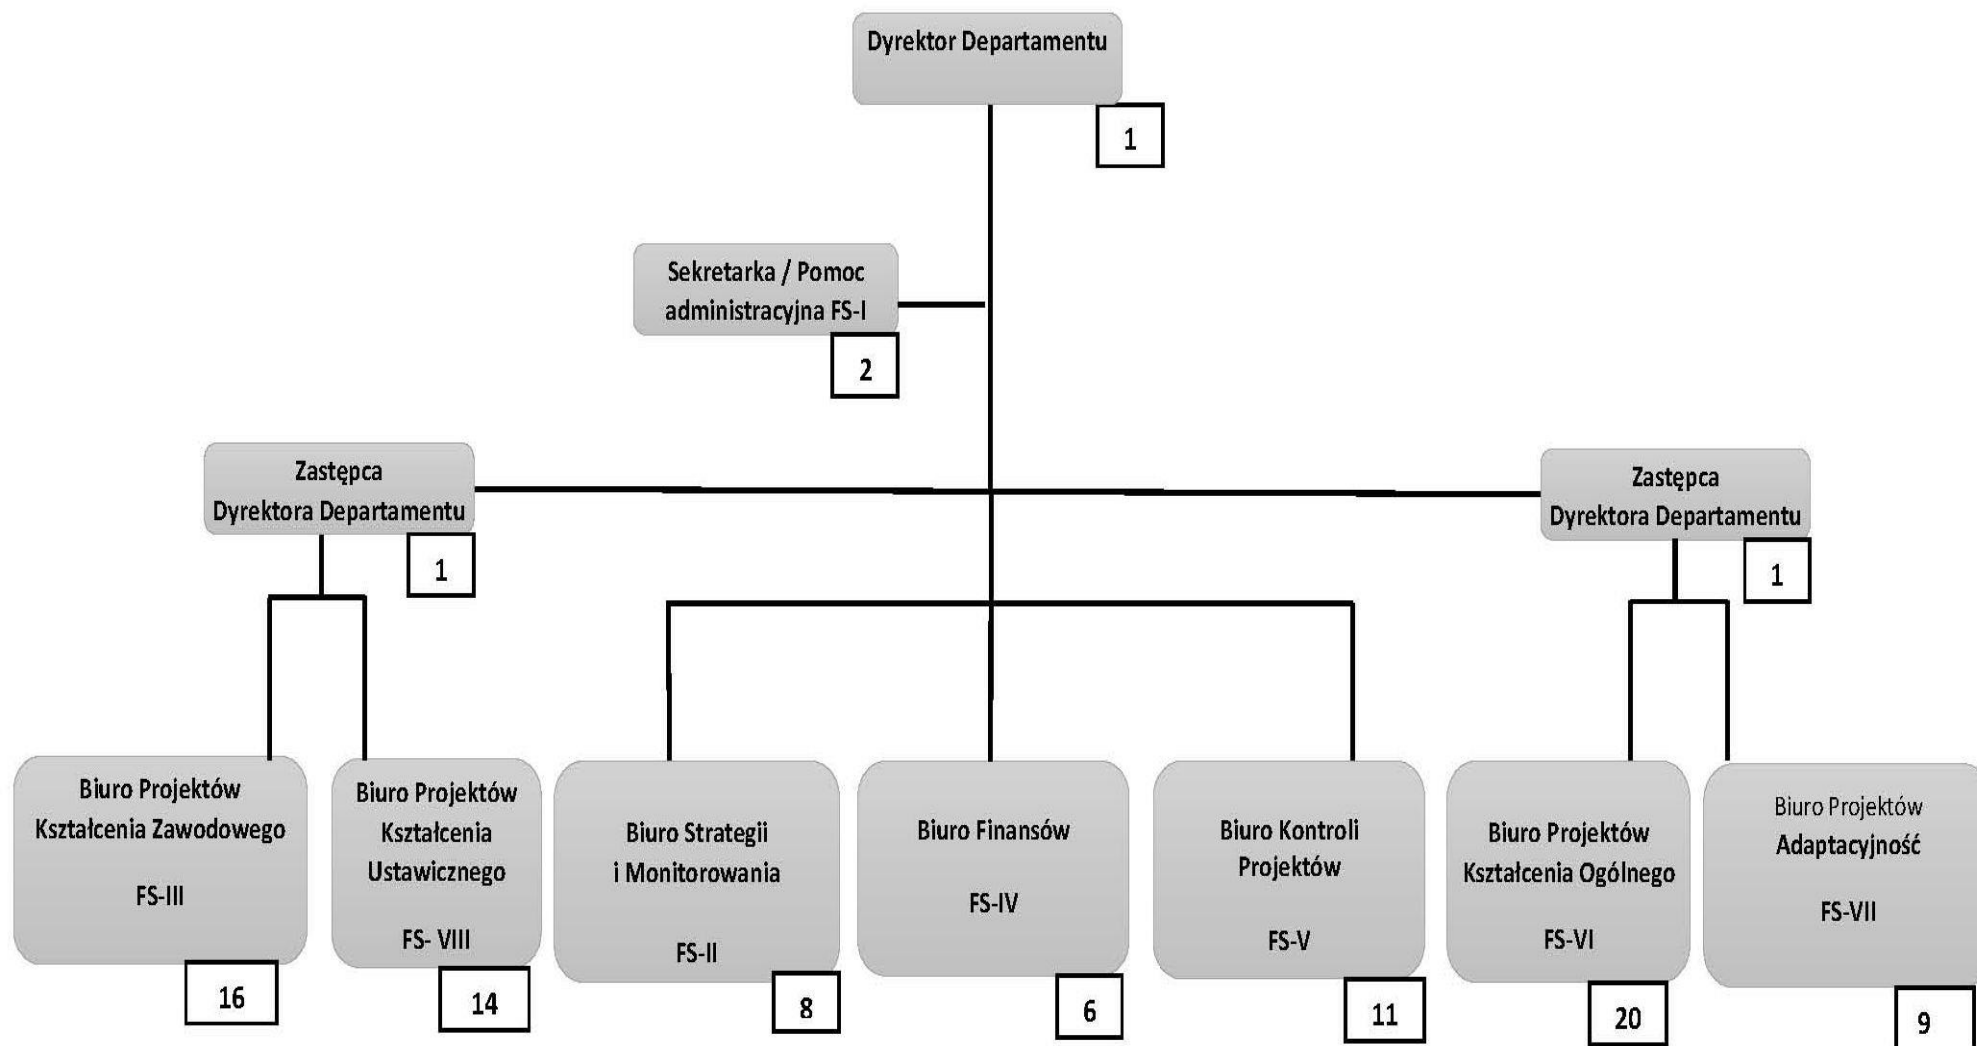 Dyrektor Departamentu
1
Sekretarka / Pomoc
administracyjna FS-I
2
Zastępca
Dyrektora Departamentu
1
Zastępca
Dyrektora Departamentu
1
Biuro Projektów
Kształcenia Zawodowego
FS-III
16
Biuro Projektów
Kształcenia
Ustawicznego
FS- VIII
14
Biuro Strategii
i Monitorowania
FS-II
8
Biuro Finansów
FS-IV
6
Biuro Kontroli
Projektów
FS-V
11
Biuro Projektów
Kształcenia Ogólnego
FS-VI
20
Biuro Projektów
Adaptacyjność
FS-VII
9